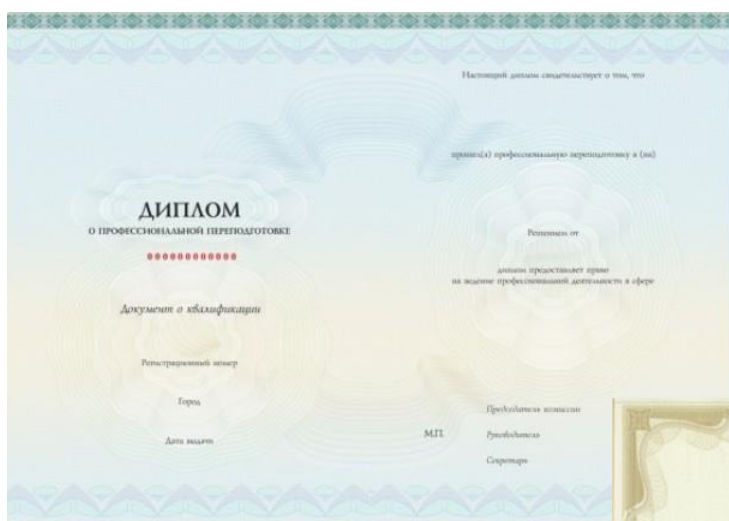 ДИПЛОМ
О ПРОФЕССИОНАЛЬНОЙ ПЕРЕПОДГОТОВКЕ
000000000000
Документ о квалификации
Регистрационный номер
Город
Дата выдачи
Настоящий диплом свидетельствует о том, что
прошел(а) профессиональную переподготовку в (на)
Решением от
диплом предоставляет право
на ведение профессиональной деятельности в сфере
Председатель комиссии
М.П.
Руководитель
Секретарь